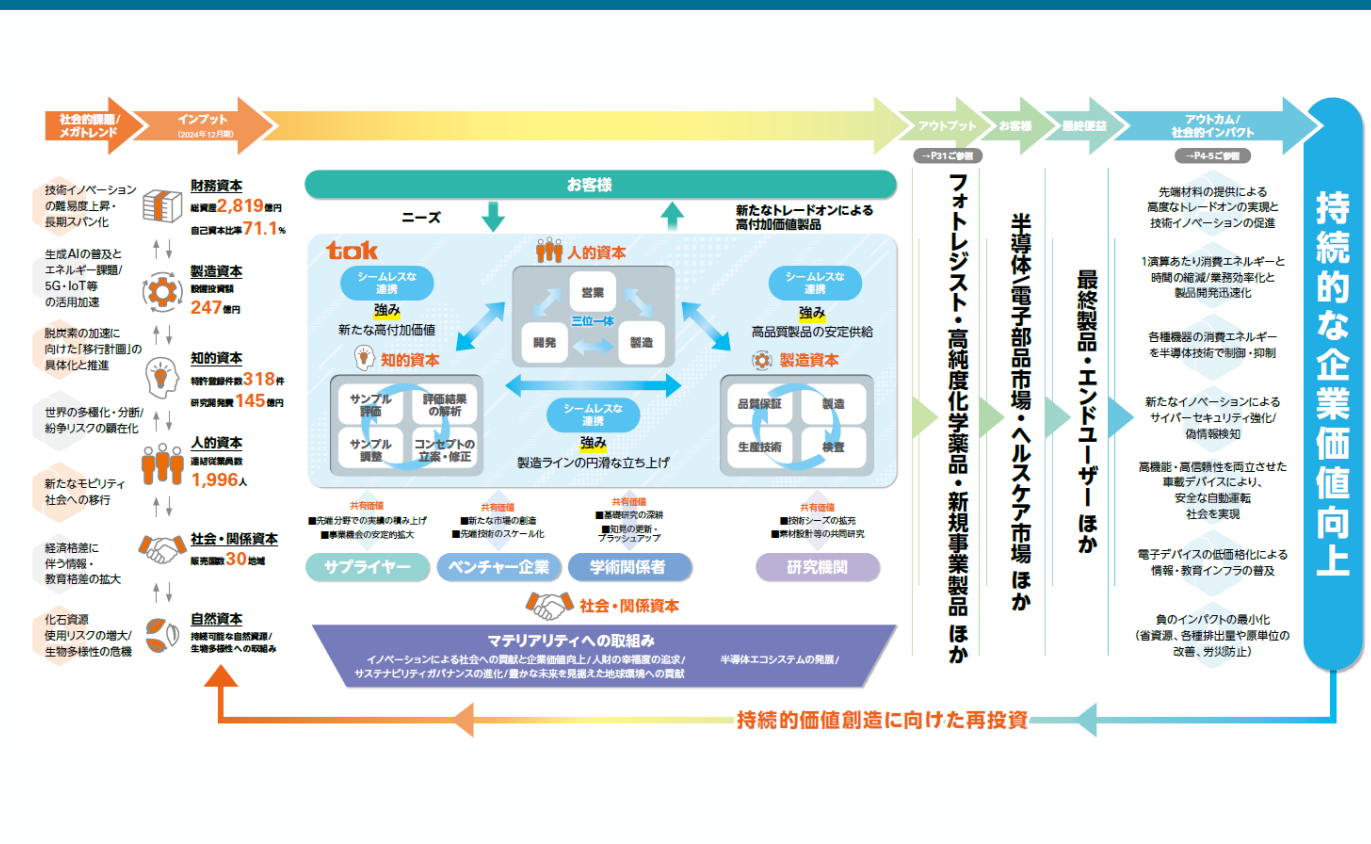 社会的課題/
メガトレンド
インプット
(2024年12月期)
アウトプット
→P31ご参照
お客様
最終便益
アウトカム/
社会的インパクト
→P4-5ご参照
技術イノベーション
の難易度上昇・
長期スパン化
生成AIの普及と
エネルギー課題/
5G・IoT等
の活用加速
脱炭素の加速に
向けた「移行計画」の
具体化と推進
世界の多極化・分断/
紛争リスクの顕在化
新たなモビリティ
社会への移行
経済格差に
伴う情報・
教育格差の拡大
化石資源
使用リスクの増大/
生物多様性の危機
財務資本
総資産2,819億円
自己資本比率71.1%
製造資本
設備投資額
247億円
知的資本
特許登録件数318件
研究開発費145億円
人的資本
連結従業員数
1,996人
社会・関係資本
販売国数30地域
自然資本
持続可能な自然資源/
生物多様性への取組み
お客様
ニーズ
新たなトレードオンによる
高付加価値製品
tok
人的資本
シームレスな
連携
強み
新たな高付加価値
営業
三位一体
開発
製造
シームレスな
連携
強み
高品質製品の安定供給
知的資本
サンプル
評価
評価結果
の解析
サンプル
調整
コンセプトの
立案・修正
シームレスな
連携
強み
製造ラインの円滑な立ち上げ
製造資本
品質保証
製造
生産技術
検査
共有価値
■先端分野での実績の積み上げ
■事業機会の安定的拡大
サプライヤー
共有価値
■新たな市場の創造
■先端技術のスケール化
ベンチャー企業
共有価値
■基礎研究の深耕
■知見の更新・
ブラッシュアップ
学術関係者
共有価値
■技術シーズの拡充
■素材設計等の共同研究
研究機関
社会・関係資本
マテリアリティへの取組み
イノベーションによる社会への貢献と企業価値向上/人財の幸福度の追求/ 半導体エコシステムの発展/
サステナビリティガバナンスの進化/豊かな未来を見据えた地球環境への貢献
フォトレジスト・高純度化学薬品・新規事業製品 ほか
半導体/電子部品市場・ヘルスケア市場 ほか
最終製品・エンドユーザー ほか
先端材料の提供による
高度なトレードオンの実現と
技術イノベーションの促進
1演算あたり消費エネルギーと
時間の縮減/業務効率化と
製品開発迅速化
各種機器の消費エネルギー
を半導体技術で制御・抑制
新たなイノベーションによる
サイバーセキュリティ強化/
偽情報検知
高機能・高信頼性を両立させた
車載デバイスにより、
安全な自動運転
社会を実現
電子デバイスの低価格化による
情報・教育インフラの普及
負のインパクトの最小化
(省資源、各種排出量や原単位の
改善、労災防止)
持続的な企業価値向上
持続的価値創造に向けた再投資